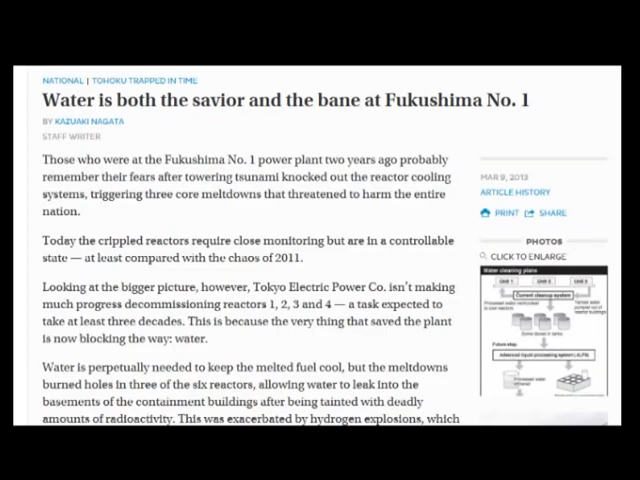 NATIONAL | TOHOKU TRAPPED IN TIME
Water is both the savior and the bane at Fukushima No. 1
BY KAZUAKI NAGATA
STAFF WRITER
Those who were at the Fukushima No. 1 power plant two years ago probably
remember their fears after towering tsunami knocked out the reactor cooling
systems, triggering three core meltdowns that threatened to harm the entire
nation.
Today the crippled reactors require close monitoring but are in a controllable
state — at least compared with the chaos of 2011.
Looking at the bigger picture, however, Tokyo Electric Power Co. isn't making
much progress decommissioning reactors 1, 2, 3 and 4 — a task expected to
take at least three decades. This is because the very thing that saved the plant
is now blocking the way: water.
Water is perpetually needed to keep the melted fuel cool, but the meltdowns
burned holes in three of the six reactors, allowing water to leak into the
basements of the containment buildings after being tainted with deadly
amounts of radioactivity. This was exacerbated by hydrogen explosions, which
MAR 9, 2013
ARTICLE HISTORY
PRINT SHARE
PHOTOS
CLICK TO ENLARGE
Water cleaning plans
Unit 1 Unit 2 Unit 3
Current cleanup system
Future step
Advanced liquid processing system (ALPS)